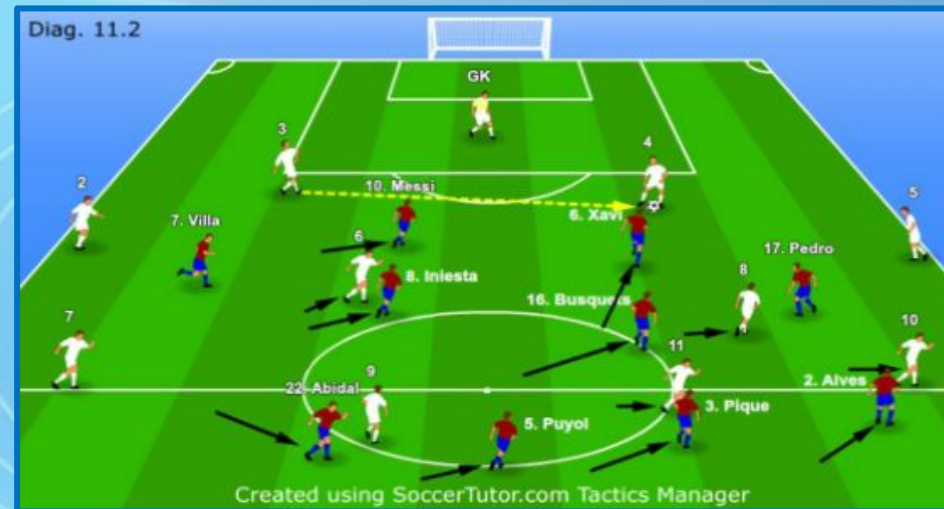 Diag. 11.2
GK
3
4
10. Messi
2
6. Xavi
5
7. Villa
17. Pedro
6
8
8. Iniesta
16. Busquets
7
10
11
9
2. Alves
22. Abidal
3. Pique
5. Puyol
Created using SoccerTutor.com Tactics Manager